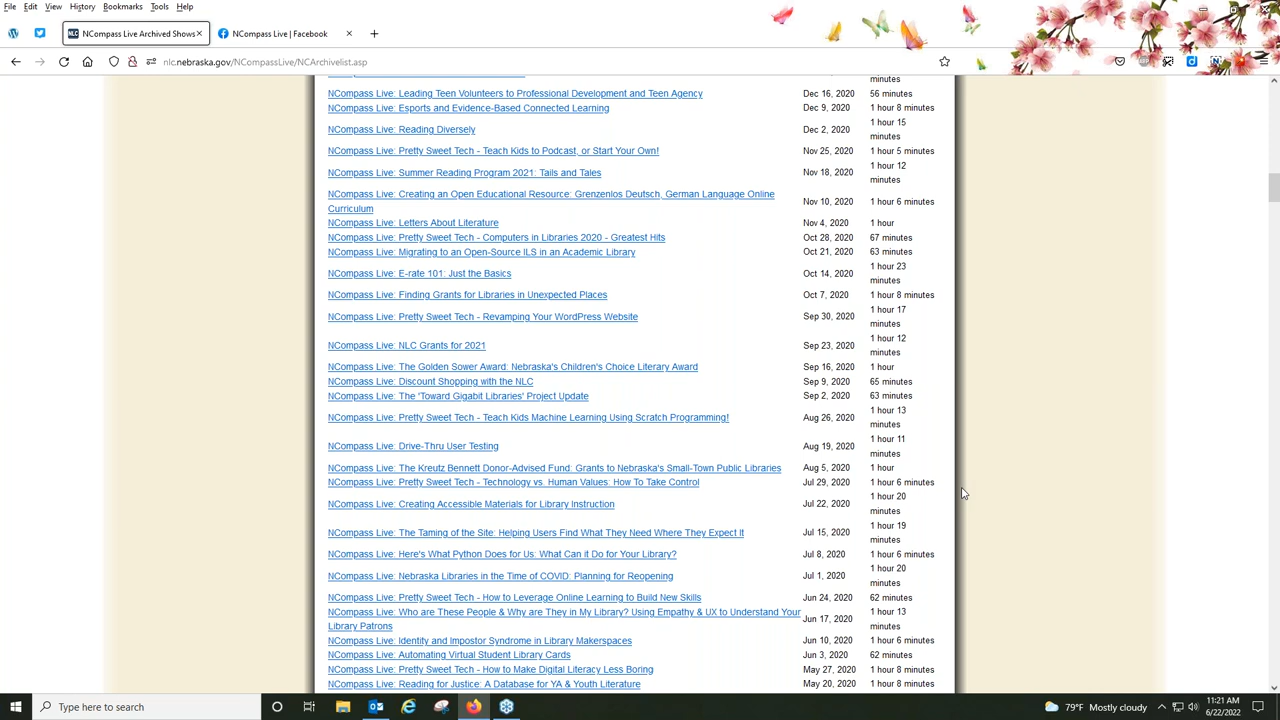 File Edit View History Bookmarks Tools Help
NCompass Live Archived Shows
NCompass Live | Facebook
nlc.nebraska.gov/NCompassLive/NCArchivelist.asp
minutes
NCompass Live: Leading Teen Volunteers to Professional Development and Teen Agency Dec 16, 2020 56 minutes
NCompass Live: Esports and Evidence-Based Connected Learning Dec 9, 2020 1 hour 8 minutes
NCompass Live: Reading Diversely Dec 2, 2020 1 hour 15
minutes
NCompass Live: Pretty Sweet Tech - Teach Kids to Podcast, or Start Your Own! Nov 25, 2020 1 hour 5 minutes
NCompass Live: Summer Reading Program 2021: Tails and Tales Nov 18, 2020 1 hour 12
minutes
NCompass Live: Creating an Open Educational Resource: Grenzenlos Deutsch, German Language Online
Curriculum Nov 10, 2020 1 hour 6 minutes
NCompass Live: Letters About Literature Nov 4, 2020 1 hour
NCompass Live: Pretty Sweet Tech - Computers in Libraries 2020 - Greatest Hits Oct 28, 2020 67 minutes
NCompass Live: Migrating to an Open-Source ILS in an Academic Library Oct 21, 2020 63 minutes
NCompass Live: E-rate 101: Just the Basics Oct 14, 2020 1 hour 23
minutes
NCompass Live: Finding Grants for Libraries in Unexpected Places Oct 7, 2020 1 hour 8 minutes
NCompass Live: Pretty Sweet Tech - Revamping Your WordPress Website Sep 30, 2020 1 hour 17
minutes
NCompass Live: NLC Grants for 2021 Sep 23, 2020 1 hour 12
minutes
NCompass Live: The Golden Sower Award: Nebraska's Children's Choice Literary Award Sep 16, 2020 1 hour
NCompass Live: Discount Shopping with the NLC Sep 9, 2020 65 minutes
NCompass Live: The 'Toward Gigabit Libraries' Project Update Sep 2, 2020 63 minutes
NCompass Live: Pretty Sweet Tech - Teach Kids Machine Learning Using Scratch Programming! Aug 26, 2020 1 hour 13
minutes
NCompass Live: Drive-Thru User Testing Aug 19, 2020 1 hour 11
minutes
NCompass Live: The Kreutz Bennett Donor-Advised Fund: Grants to Nebraska's Small-Town Public Libraries Aug 5, 2020 1 hour
NCompass Live: Pretty Sweet Tech - Technology vs. Human Values: How To Take Control Jul 29, 2020 1 hour 6 minutes
NCompass Live: Creating Accessible Materials for Library Instruction Jul 22, 2020 1 hour 20
minutes
NCompass Live: The Taming of the Site: Helping Users Find What They Need Where They Expect It Jul 15, 2020 1 hour 19
minutes
NCompass Live: Here's What Python Does for Us: What Can it Do for Your Library? Jul 8, 2020 1 hour 6 minutes
NCompass Live: Nebraska Libraries in the Time of COVID: Planning for Reopening Jul 1, 2020 1 hour 20
minutes
NCompass Live: Pretty Sweet Tech - How to Leverage Online Learning to Build New Skills Jun 24, 2020 62 minutes
NCompass Live: Who are These People & Why are They in My Library? Using Empathy & UX to Understand Your
Library Patrons Jun 17, 2020 1 hour 13
minutes
NCompass Live: Identity and Impostor Syndrome in Library Makerspaces Jun 10, 2020 1 hour 6 minutes
NCompass Live: Automating Virtual Student Library Cards Jun 3, 2020 62 minutes
NCompass Live: Pretty Sweet Tech - How to Make Digital Literacy Less Boring May 27, 2020 1 hour 8 minutes
NCompass Live: Reading for Justice: A Database for YA & Youth Literature May 20, 2020 1 hour 8 minutes
Type here to search
79°F Mostly cloudy
11:21 AM
6/22/2022